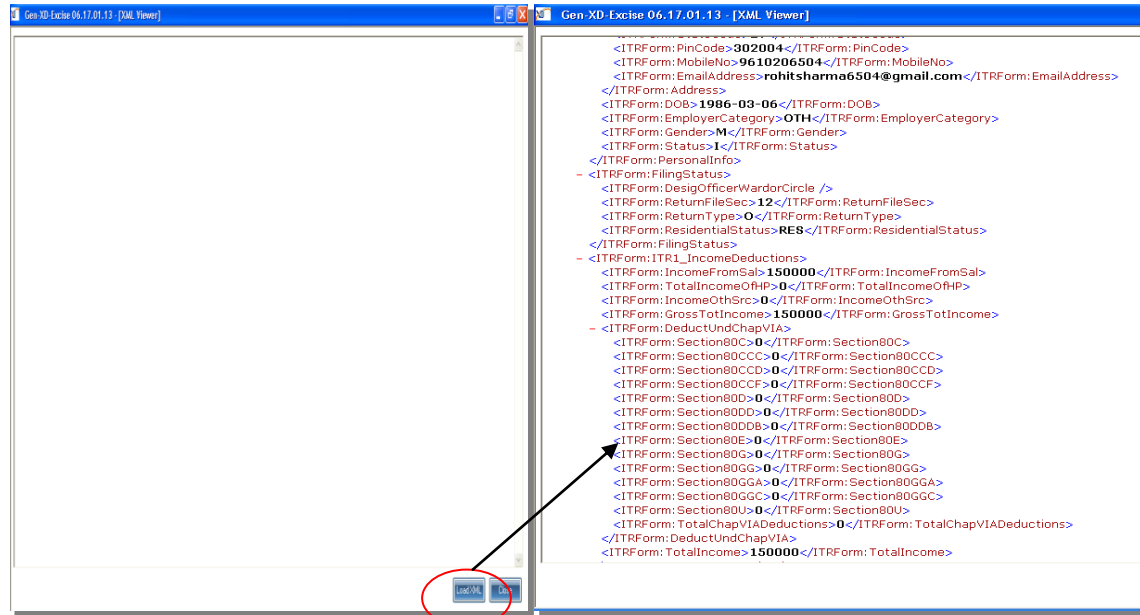 Gen-XD-Excise 06.17.01.13 - [XML Viewer]
Load XML Close
Gen-XD-Excise 06.17.01.13 - [XML Viewer]
<ITRForm:PinCode>302004</ITRForm:PinCode>
<ITRForm:MobileNo>9610206504</ITRForm:MobileNo>
<ITRForm:EmailAddress>rohitsharma6504@gmail.com</ITRForm:EmailAddress>
</ITRForm:Address>
<ITRForm:DOB>1986-03-06</ITRForm:DOB>
<ITRForm:EmployerCategory>OTH</ITRForm:EmployerCategory>
<ITRForm:Gender>M</ITRForm:Gender>
<ITRForm:Status>I</ITRForm:Status>
</ITRForm:PersonalInfo>
- <ITRForm:FilingStatus>
<ITRForm:DesigOfficerWardorCircle />
<ITRForm:ReturnFileSec>12</ITRForm:ReturnFileSec>
<ITRForm:ReturnType>O</ITRForm:ReturnType>
<ITRForm:ResidentialStatus>RES</ITRForm:ResidentialStatus>
</ITRForm:FilingStatus>
- <ITRForm:ITR1_IncomeDeductions>
<ITRForm:IncomeFromSal>150000</ITRForm:IncomeFromSal>
<ITRForm:TotalIncomeOfHP>0</ITRForm:TotalIncomeOfHP>
<ITRForm:IncomeOthSrc>0</ITRForm:IncomeOthSrc>
<ITRForm:GrossTotIncome>150000</ITRForm:GrossTotIncome>
- <ITRForm:DeductUndChapVIA>
<ITRForm:Section80C>0</ITRForm:Section80C>
<ITRForm:Section80CCC>0</ITRForm:Section80CCC>
<ITRForm:Section80CCD>0</ITRForm:Section80CCD>
<ITRForm:Section80CCF>0</ITRForm:Section80CCF>
<ITRForm:Section80D>0</ITRForm:Section80D>
<ITRForm:Section80DD>0</ITRForm:Section80DD>
<ITRForm:Section80DDB>0</ITRForm:Section80DDB>
<ITRForm:Section80E>0</ITRForm:Section80E>
<ITRForm:Section80G>0</ITRForm:Section80G>
<ITRForm:Section80GG>0</ITRForm:Section80GG>
<ITRForm:Section80GGA>0</ITRForm:Section80GGA>
<ITRForm:Section80GGC>0</ITRForm:Section80GGC>
<ITRForm:Section80U>0</ITRForm:Section80U>
<ITRForm:TotalChapVIADeductions>0</ITRForm:TotalChapVIADeductions>
</ITRForm:DeductUndChapVIA>
<ITRForm:TotalIncome>150000</ITRForm:TotalIncome>